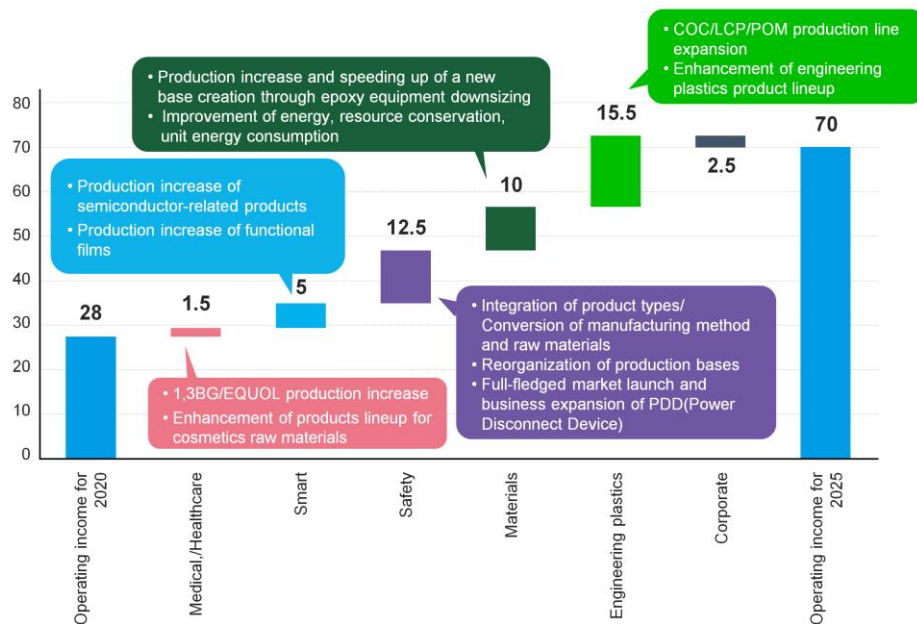 • COC/LCP/POM production line
expansion
• Enhancement of engineering
plastics product lineup
• Production increase and speeding up of a new
base creation through epoxy equipment downsizing
• Improvement of energy, resource conservation,
unit energy consumption
• Production increase of
semiconductor-related products
• Production increase of functional
films
80
70
60
50
40
30
20
10
0
28
1.5
5
12.5
10
15.5
2.5
70
• 1,3BG/EQUOL production increase
• Enhancement of products lineup for
cosmetics raw materials
• Integration of product types/
Conversion of manufacturing method
and raw materials
• Reorganization of production bases
• Full-fledged market launch and
business expansion of PDD(Power
Disconnect Device)
Operating income for
2020
Medical,/Healthcare
Smart
Safety
Materials
Engineering plastics
Corporate
Operating income for
2025